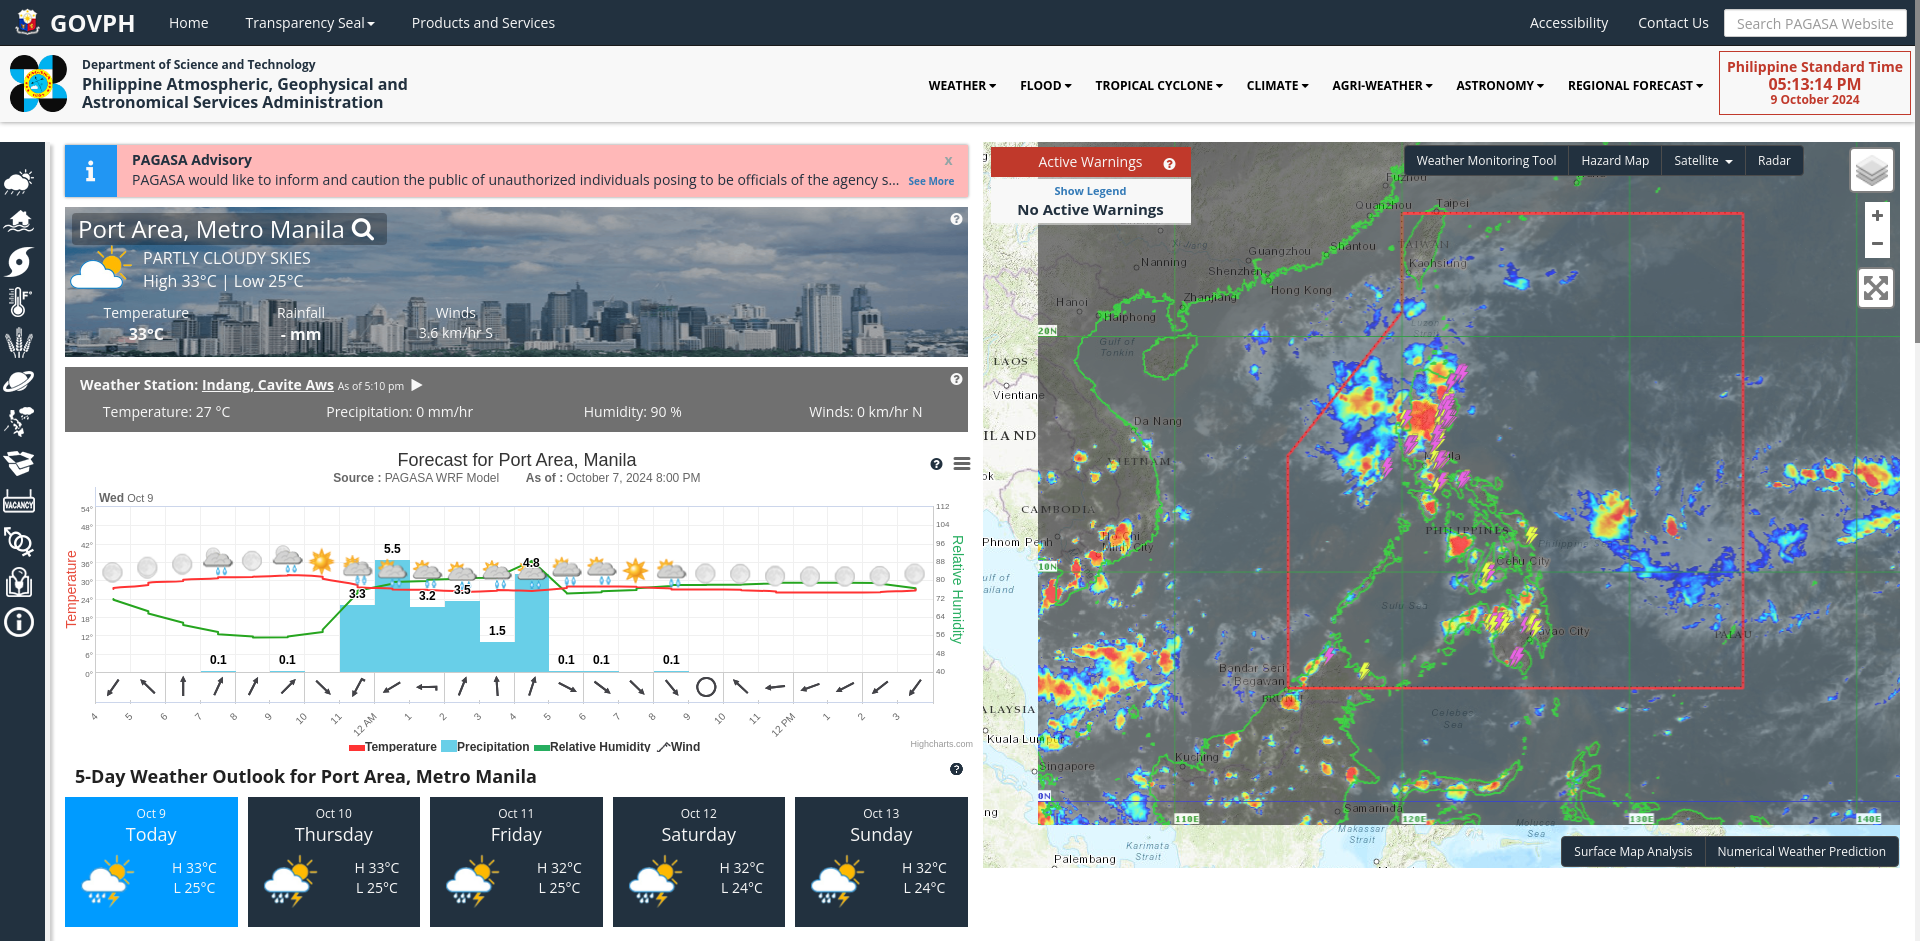 GOVPH
Home
Transparency Seal
Products and Services
Accessibility
Contact Us
Search PAGASA Website
Department of Science and Technology
Philippine Atmospheric, Geophysical and
Astronomical Services Administration
WEATHER
FLOOD
TROPICAL CYCLONE
CLIMATE
AGRI-WEATHER
ASTRONOMY
REGIONAL FORECAST
Philippine Standard Time
05:13:14 PM
9 October 2024
VACANCY
PAGASA Advisory
x
PAGASA would like to inform and caution the public of unauthorized individuals posing to be officials of the agency s...
See More
Port Area, Metro Manila
PARTLY CLOUDY SKIES
High 33°C | Low 25°C
Temperature
Rainfall
Winds
33°C
- mm
3.6 km/hr S
Weather Station: Indang, Cavite Aws As of 5:10 pm
Temperature: 27 °C
Precipitation: 0 mm/hr
Humidity: 90 %
Winds: 0 km/hr N
Forecast for Port Area, Manila
Source : PAGASA WRF Model
As of : October 7, 2024 8:00 PM
Wed Oct 9
54°
48°
42°
36°
30°
24°
18°
12°
6°
0°
Temperature
112
104
96
88
80
72
64
56
48
40
Relative Humidity
0.1
0.1
3.3
5.5
3.2
3.5
1.5
4.8
0.1
0.1
0.1
4
5
6
7
8
9
10
11
12 AM
1
2
3
4
5
6
7
8
9
10
11
12 PM
1
2
3
Temperature
Precipitation
Relative Humidity
Wind
Highcharts.com
5-Day Weather Outlook for Port Area, Metro Manila
Oct 9
Today
H 33°C
L 25°C
Oct 10
Thursday
H 33°C
L 25°C
Oct 11
Friday
H 32°C
L 25°C
Oct 12
Saturday
H 32°C
L 24°C
Oct 13
Sunday
H 32°C
L 24°C
Active Warnings
Show Legend
No Active Warnings
Weather Monitoring Tool
Hazard Map
Satellite
Radar
+
−
Fuzhou
Quanzhou
Taipei
TAIWAN
Kaohsiung
Xi Jiang
Guangzhou
Shantou
Nanning
Shenzhen
Hong Kong
Zhanjiang
Hanoi
Haiphong
Gulf of
Tonkin
Luzon
20N
LAOS
Vientiane
Da Nang
ILAND
VIETNAM
ok
CAMBODIA
Phnom Penh
Ho Chi
Minh City
PHILIPPINES
Philippine
Cebu City
10N
ulf of
ailand
Sulu Sea
Davao City
PALAU
Bandar Seri
Begawan
BRUNEI
ALAYSIA
Kuala Lumpur
Celebes
Sea
Kuching
Singapore
0N
Samarinda
ng
110E
120E
130E
140E
Makassar
Strait
Molucca
Sea
Karimata
Strait
Palembang
Surface Map Analysis
Numerical Weather Prediction